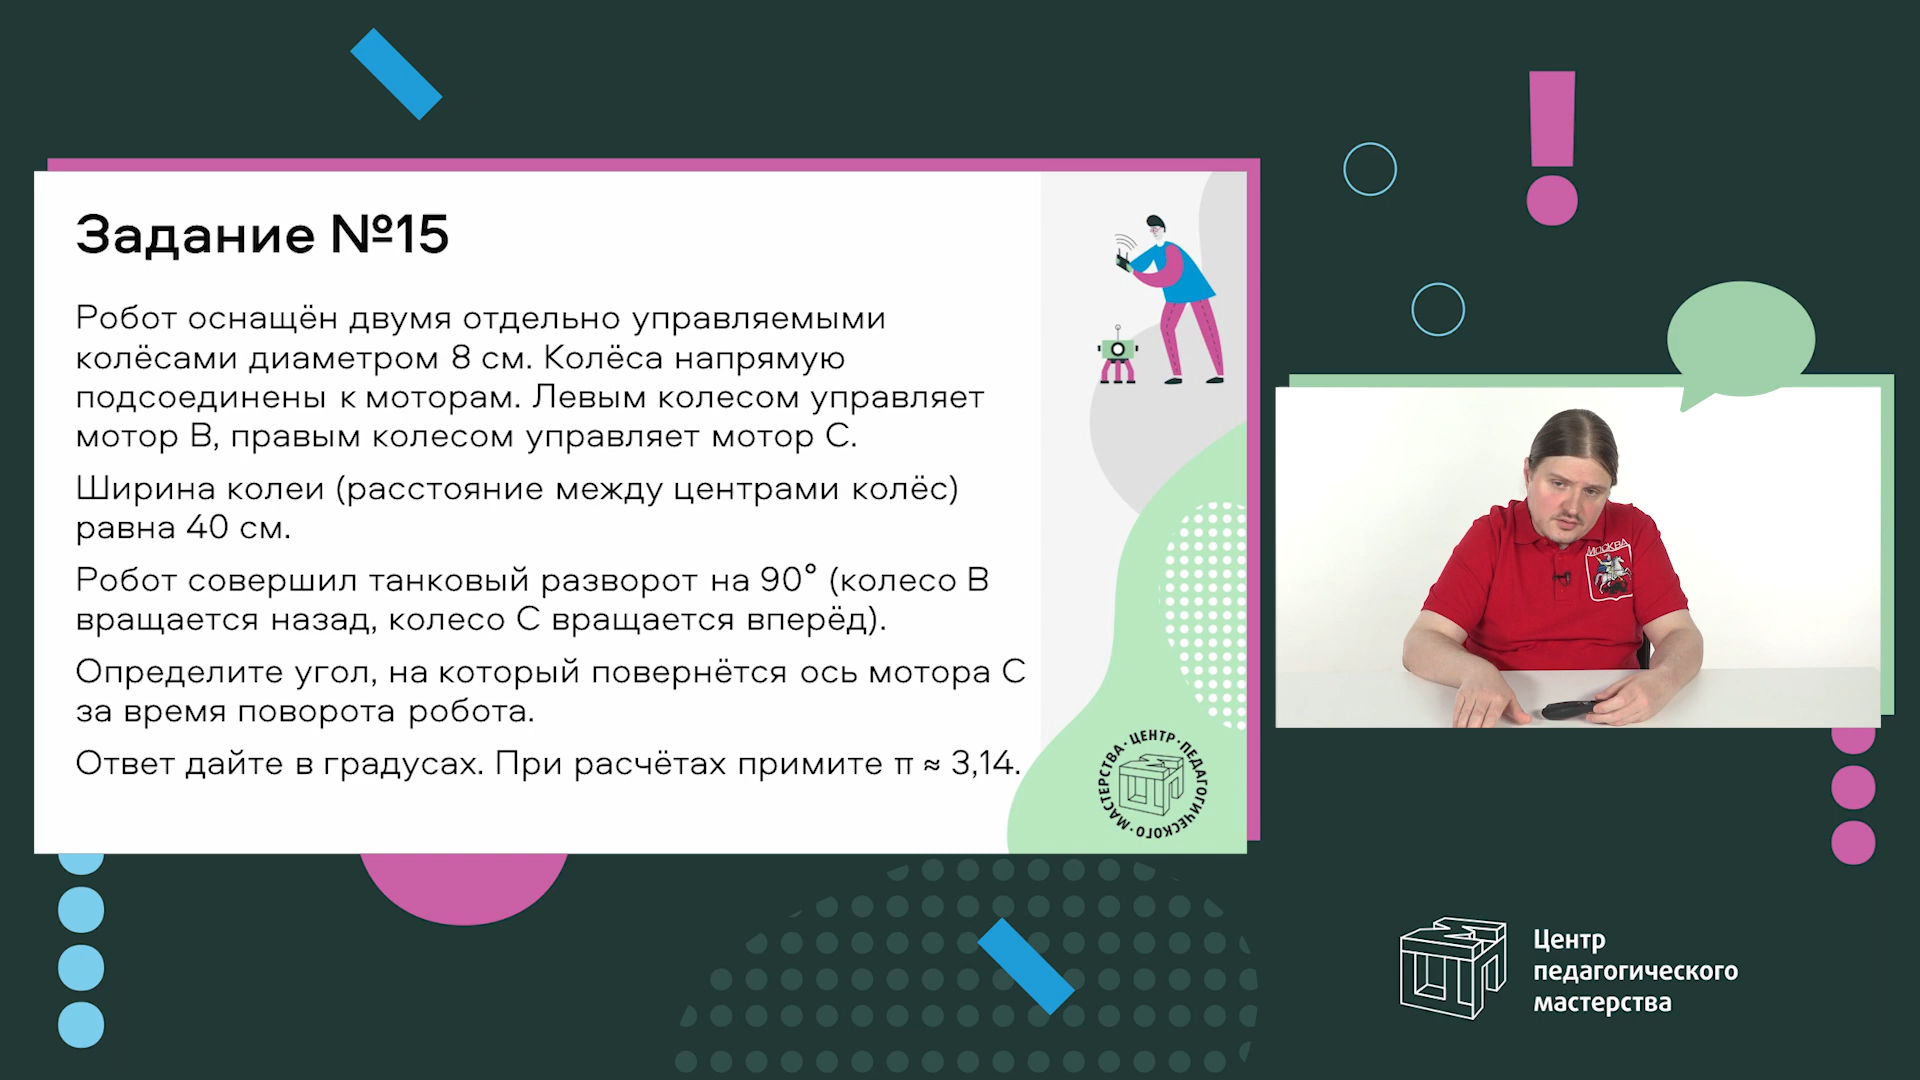 Задание №15
Робот оснащён двумя отдельно управляемыми
колёсами диаметром 8 см. Колёса напрямую
подсоединены к моторам. Левым колесом управляет
мотор B, правым колесом управляет мотор C.
Ширина колеи (расстояние между центрами колёс)
равна 40 см.
Робот совершил танковый разворот на 90° (колесо B
вращается назад, колесо C вращается вперёд).
Определите угол, на который повернётся ось мотора C
за время поворота робота.
Ответ дайте в градусах. При расчётах примите π ≈ 3,14.
ЦЕНТР · ПЕДАГОГИЧЕСКОГО · МАСТЕРСТВА ·
МОСКВА
Центр
педагогического
мастерства